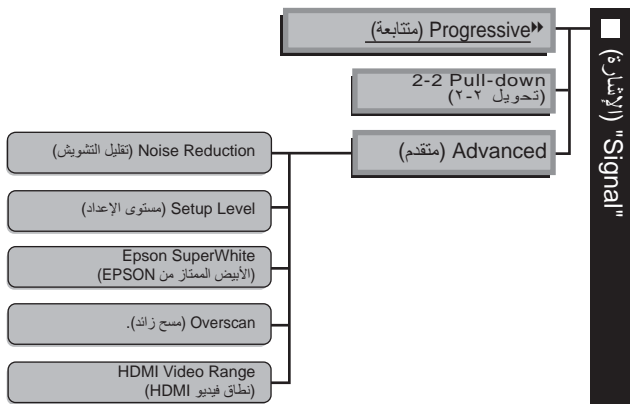 ■ "Signal" (الإشارة)
Progressive (متتابعة)
2-2 Pull-down
(تحويل ٢-٢)
Advanced (متقدم)
Noise Reduction (تقليل التشويش)
Setup Level (مستوى الإعداد)
Epson SuperWhite
(الأبيض الممتاز من EPSON)
Overscan (مسح زائد).
HDMI Video Range
(نطاق فيديو HDMI)